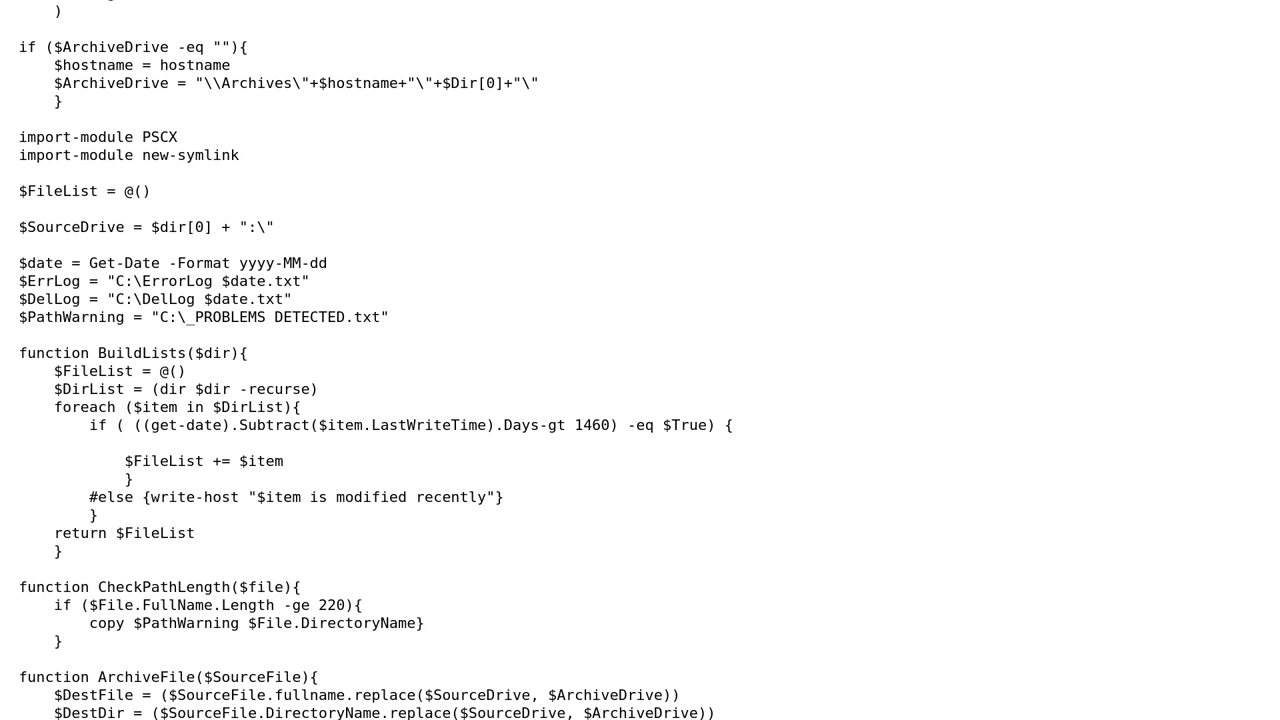 )
if ($ArchiveDrive -eq ""){
$hostname = hostname
$ArchiveDrive = "\\Archives\"+$hostname+"\"+$Dir[0]+"\"
}
import-module PSCX
import-module new-symlink
$FileList = @()
$SourceDrive = $dir[0] + ":\"
$date = Get-Date -Format yyyy-MM-dd
$ErrLog = "C:\ErrorLog $date.txt"
$DelLog = "C:\DelLog $date.txt"
$PathWarning = "C:\_PROBLEMS DETECTED.txt"
function BuildLists($dir){
$FileList = @()
$DirList = (dir $dir -recurse)
foreach ($item in $DirList){
if ( ((get-date).Subtract($item.LastWriteTime).Days-gt 1460) -eq $True) {
$FileList += $item
}
#else {write-host "$item is modified recently"}
}
return $FileList
}
function CheckPathLength($file){
if ($File.FullName.Length -ge 220){
copy $PathWarning $File.DirectoryName}
}
function ArchiveFile($SourceFile){
$DestFile = ($SourceFile.fullname.replace($SourceDrive, $ArchiveDrive))
$DestDir = ($SourceFile.DirectoryName.replace($SourceDrive, $ArchiveDrive))